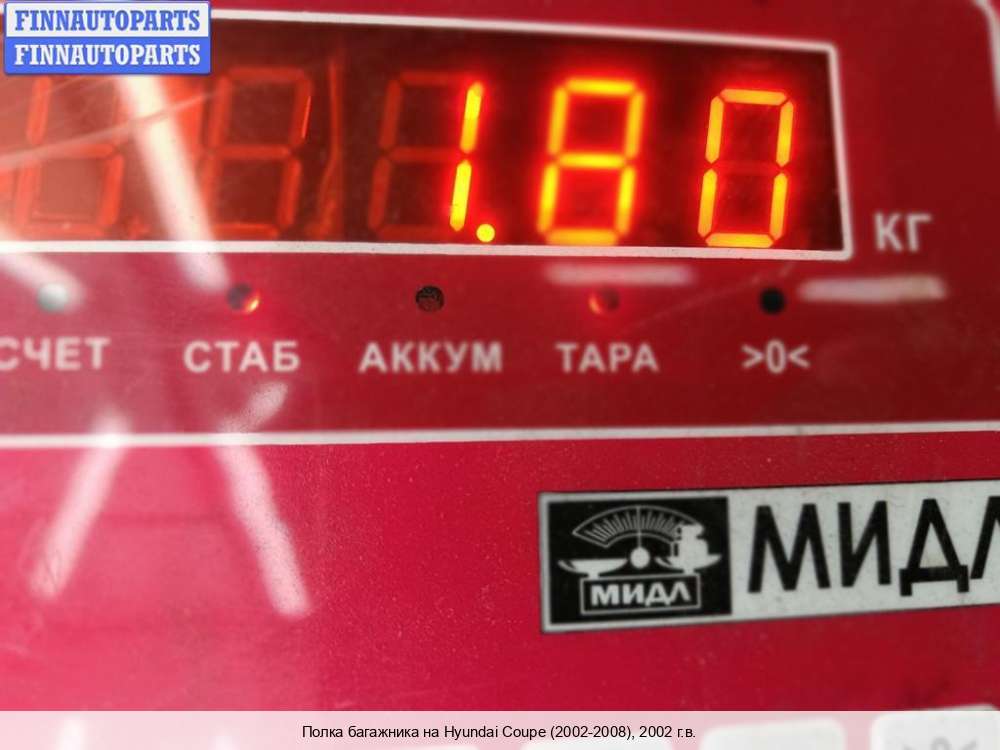 FINNAUTOPARTS
FINNAUTOPARTS
1.80
КГ
СЧЕТ СТАБ АККУМ ТАРА >0<
МИДЛ
МИДЛ
Полка багажника на Hyundai Coupe (2002-2008), 2002 г.в.